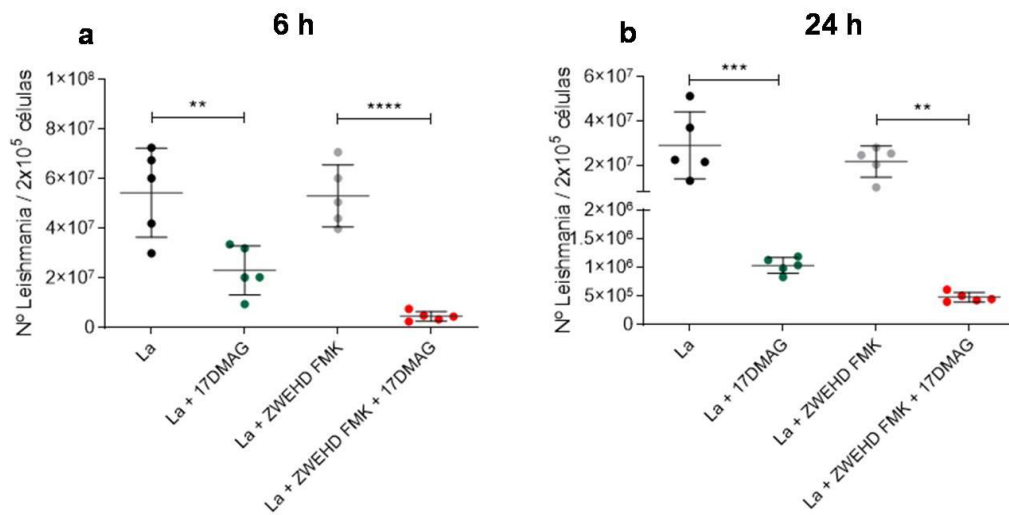 a
6 h
Nº Leishmania / 2x10⁵ células
1×10⁸
8×10⁷
6×10⁷
4×10⁷
2×10⁷
0
**
****
La
La + 17DMAG
La + ZWEHD FMK
La + ZWEHD FMK + 17DMAG
b
24 h
Nº Leishmania / 2x10⁵ células
6×10⁷
4×10⁷
2×10⁷
2×10⁶
1.5×10⁶
1×10⁶
5×10⁵
0
***
**
La
La + 17DMAG
La + ZWEHD FMK
La + ZWEHD FMK + 17DMAG